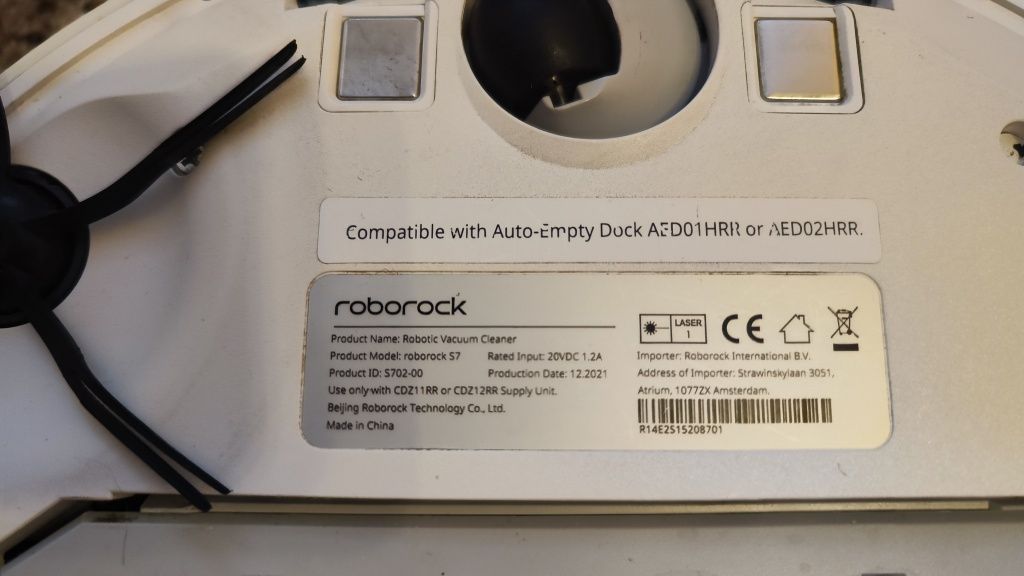 Compatible with Auto-Empty Dock AED01HRR or AED02HRR.
roborock
Product Name: Robotic Vacuum Cleaner
Product Model: roborock S7 Rated Input: 20VDC 1.2A
Product ID: S702-00 Production Date: 12.2021
Use only with CDZ11RR or CDZ12RR Supply Unit.
Beijing Roborock Technology Co., Ltd.
Made in China
LASER
1
CE
Importer: Roborock International B.V.
Address of Importer: Strawinskylaan 3051,
Atrium, 1077ZX Amsterdam.
R14E2S15208701